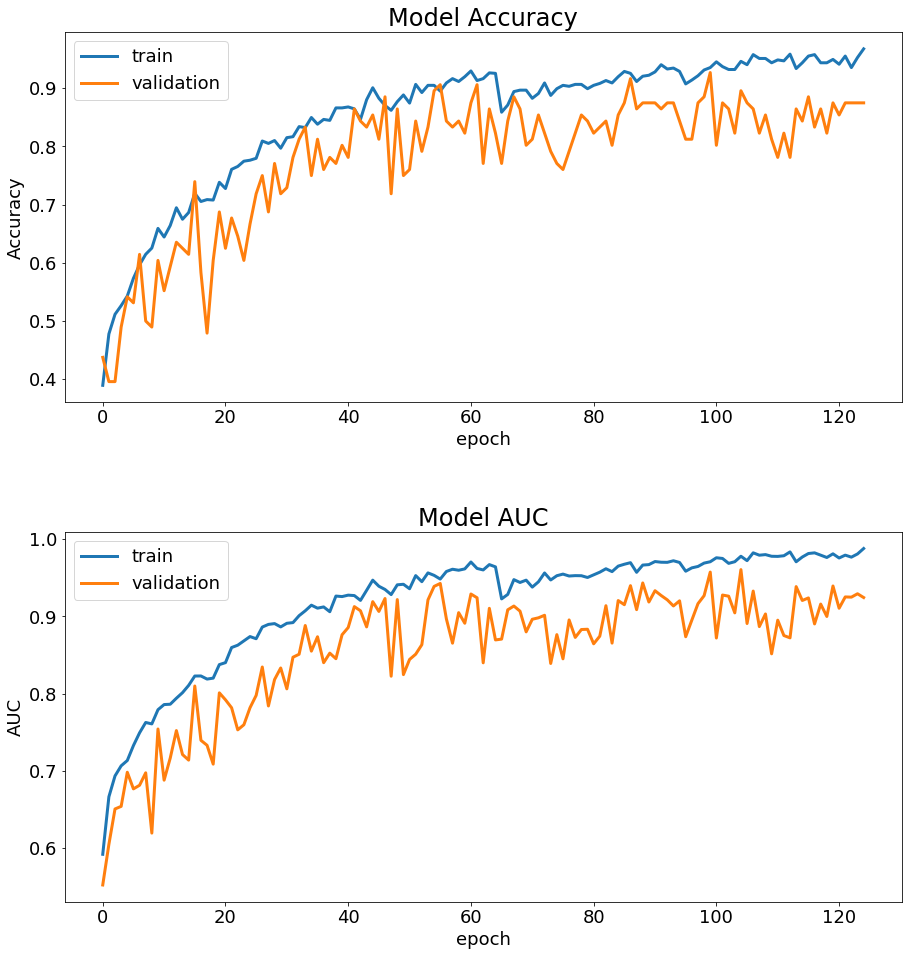 Model Accuracy
train
validation
0.9
0.8
0.7
0.6
0.5
0.4
Accuracy
0 20 40 60 80 100 120
epoch
Model AUC
train
validation
1.0
0.9
0.8
0.7
0.6
AUC
0 20 40 60 80 100 120
epoch